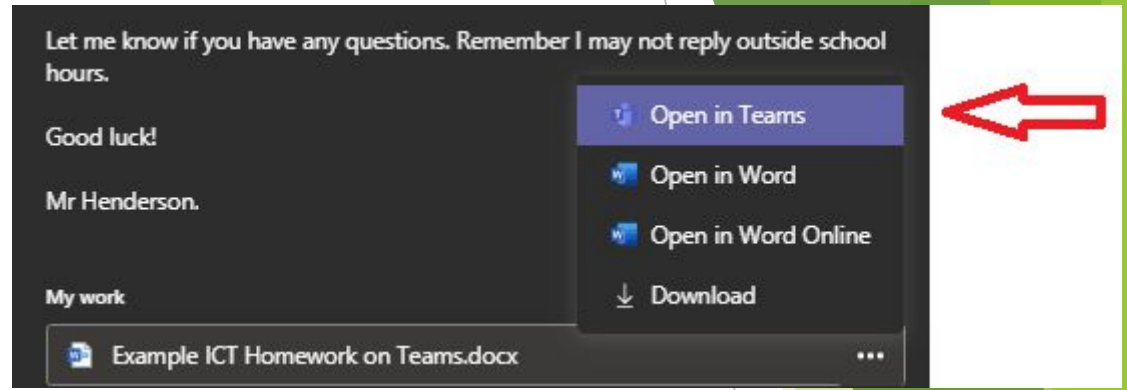 Let me know if you have any questions. Remember I may not reply outside school
hours.
Good luck!
Mr Henderson.
Open in Teams
Open in Word
Open in Word Online
Download
My work
Example ICT Homework on Teams.docx